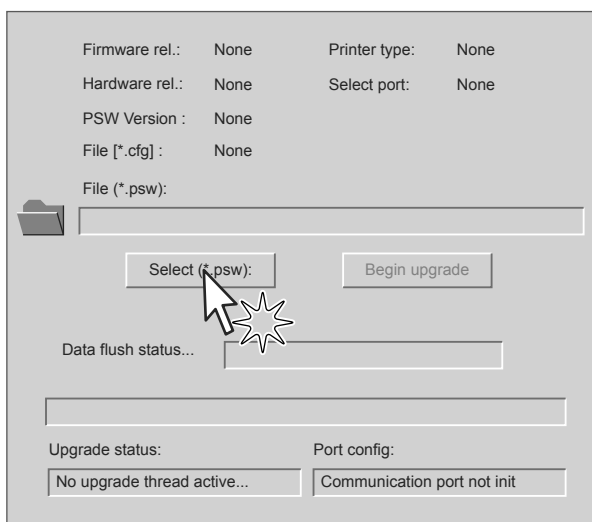 Firmware rel.: None Printer type: None
Hardware rel.: None Select port: None
PSW Version : None
File [*.cfg] : None
File (*.psw):
Select (*.psw): Begin upgrade
Data flush status...
Upgrade status: Port config:
No upgrade thread active... Communication port not init